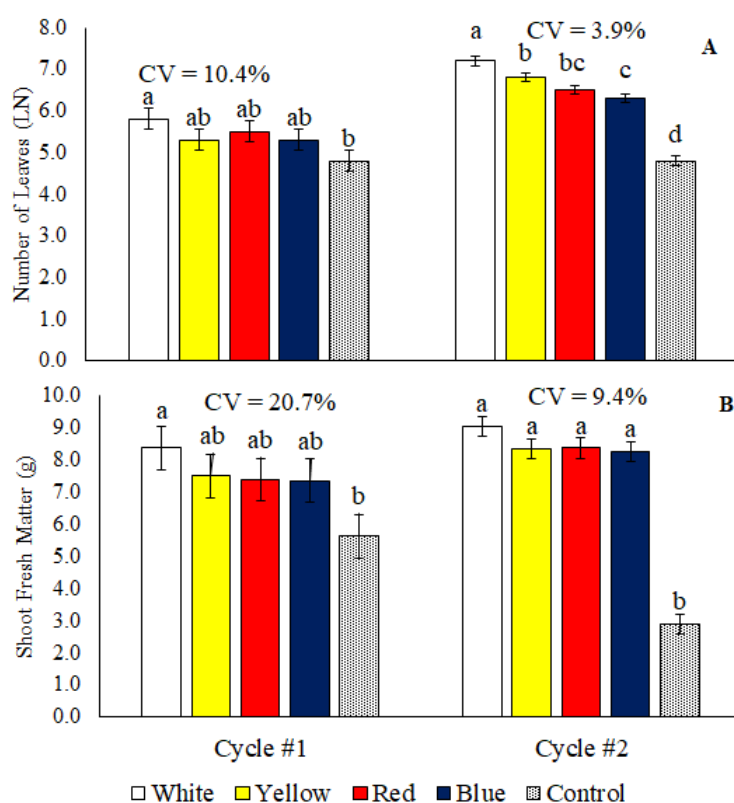 8.0
7.0
6.0
5.0
4.0
3.0
2.0
1.0
0.0
Number of Leaves (LN)
CV = 10.4%
a
ab
ab
ab
b
CV = 3.9%
A
a
b
bc
c
d
10.0
9.0
8.0
7.0
6.0
5.0
4.0
3.0
2.0
1.0
0.0
Shoot Fresh Matter (g)
CV = 20.7%
a
ab
ab
ab
b
CV = 9.4%
B
a
a
a
a
b
Cycle #1
Cycle #2
White
Yellow
Red
Blue
Control